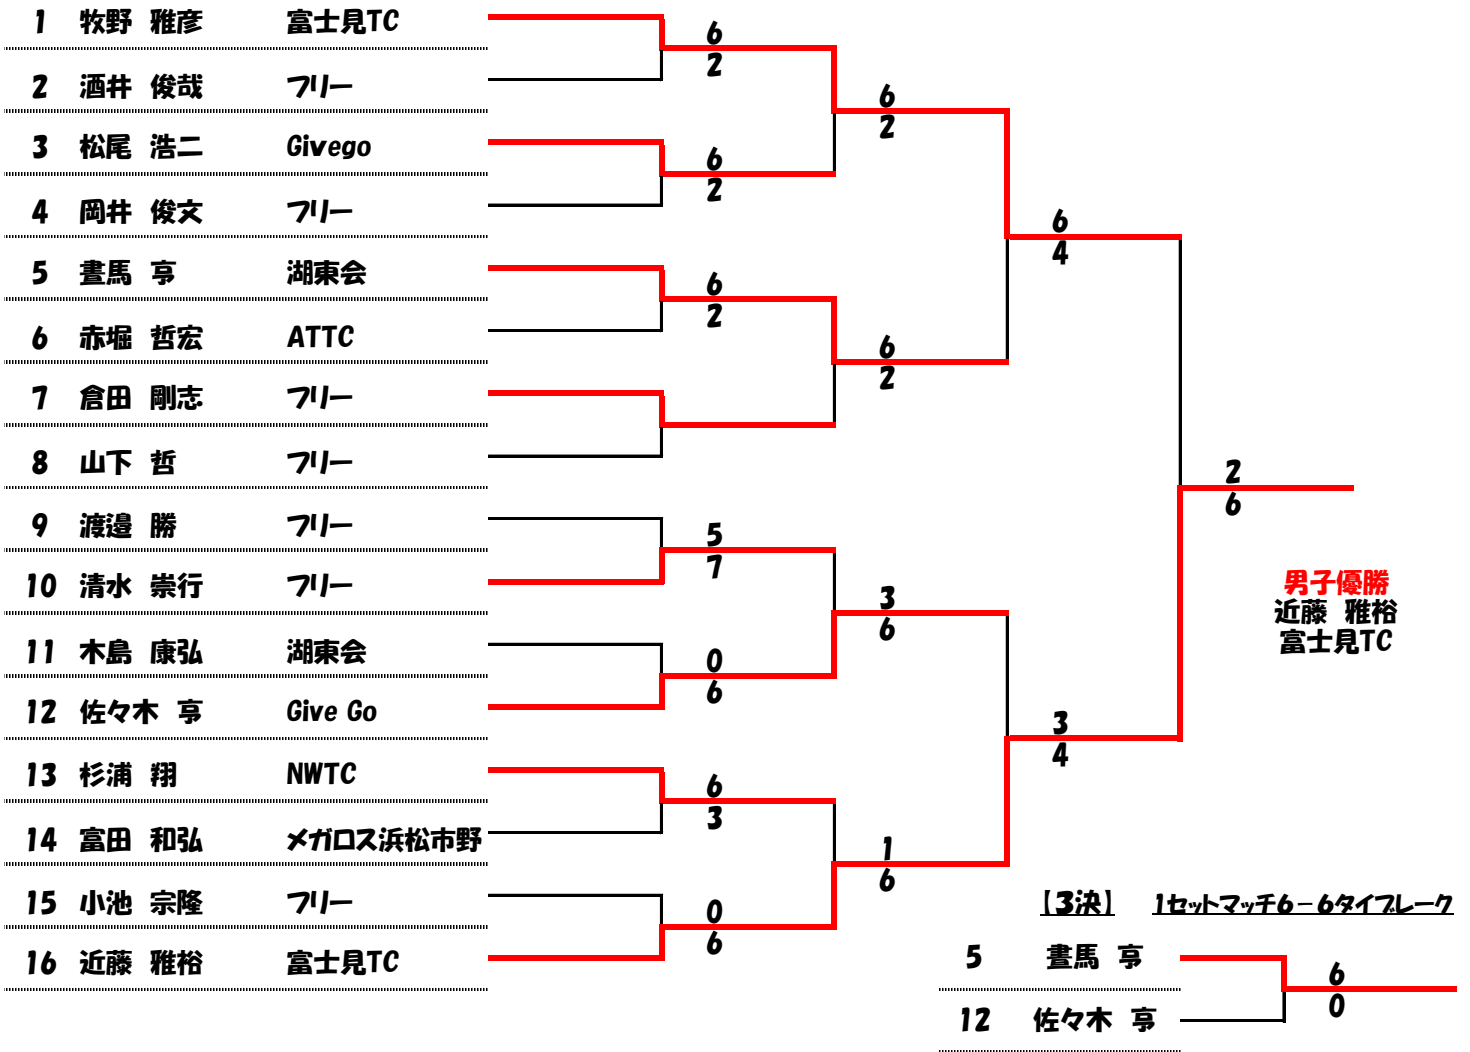 1 牧野 雅彦 富士見TC
6
2
2 酒井 俊哉 フリー
6
2
3 松尾 浩二 Givego
6
2
4 岡井 俊文 フリー
6
4
5 晝馬 亨 湖東会
6
2
6 赤堀 哲宏 ATTC
6
2
7 倉田 剛志 フリー
8 山下 哲 フリー
2
6
9 渡邉 勝 フリー
5
7
10 清水 崇行 フリー
3
6
11 木島 康弘 湖東会
0
6
12 佐々木 亨 Give Go
3
4
13 杉浦 翔 NWTC
6
3
14 富田 和弘 メガロス浜松市野
1
6
15 小池 宗隆 フリー
0
6
16 近藤 雅裕 富士見TC
男子優勝
近藤 雅裕
富士見TC
【3決】 1セットマッチ6－6タイブレーク
5 晝馬 亨
6
0
12 佐々木 亨